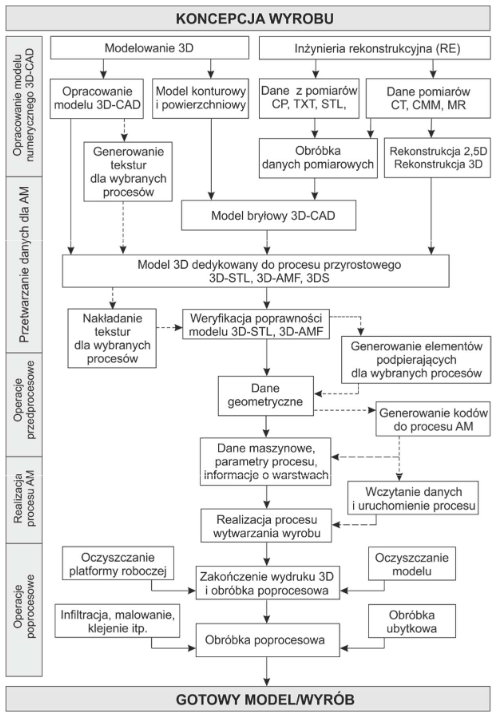 KONCEPCJA WYROBU
Opracowanie modelu
numerycznego 3D-CAD
Modelowanie 3D
Inżynieria rekonstrukcyjna (RE)
Opracowanie
modelu 3D-CAD
Model konturowy
i powierzchniowy
Dane z pomiarów
CP, TXT, STL,
Dane pomiarów
CT, CMM, MR
Generowanie
tekstur
dla wybranych
procesów
Obróbka
danych pomiarowych
Rekonstrukcja 2,5D
Rekonstrukcja 3D
Przetwarzanie danych dla AM
Model bryłowy 3D-CAD
Model 3D dedykowany do procesu przyrostowego
3D-STL, 3D-AMF, 3DS
Nakładanie
tekstur
dla wybranych
procesów
Weryfikacja poprawności
modelu 3D-STL, 3D-AMF
Generowanie elementów
podpierających
dla wybranych procesów
Operacje
przedprocesowe
Dane
geometryczne
Generowanie kodów
do procesu AM
Dane maszynowe,
parametry procesu,
informacje o warstwach
Realizacja
procesu AM
Wczytanie danych
i uruchomienie procesu
Realizacja procesu
wytwarzania wyrobu
Operacje
poprocesowe
Oczyszczanie
platformy roboczej
Zakończenie wydruku 3D
i obróbka poprocesowa
Oczyszczanie
modelu
Infiltracja, malowanie,
klejenie itp.
Obróbka poprocesowa
Obróbka
ubytkowa
GOTOWY MODEL/WYRÓB